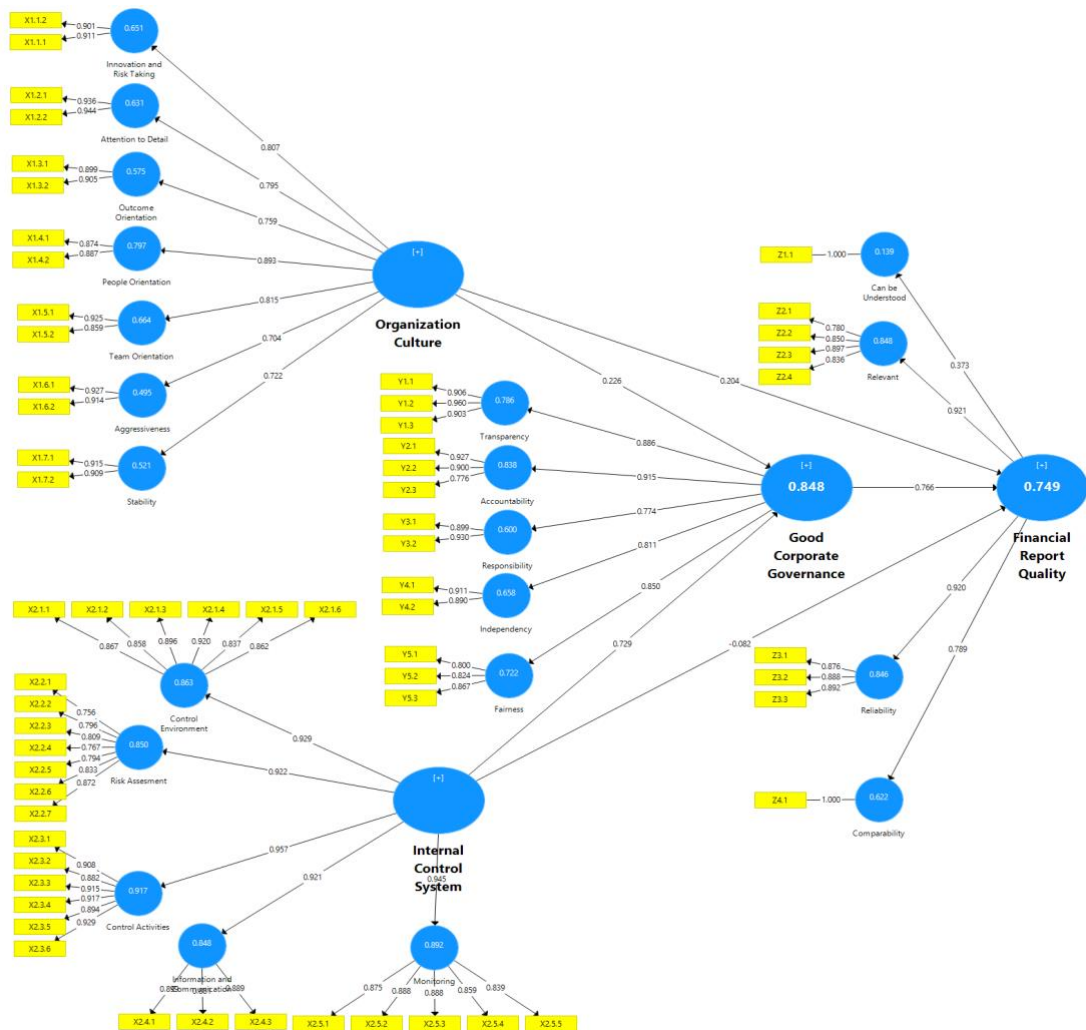 X1.1.2
0.901
X1.1.1
0.911
0.651
Innovation and
Risk Taking
X1.2.1
0.936
X1.2.2
0.944
0.631
Attention to Detail
X1.3.1
0.899
X1.3.2
0.905
0.575
Outcome
Orientation
X1.4.1
0.874
X1.4.2
0.887
0.797
People Orientation
X1.5.1
0.925
X1.5.2
0.859
0.664
Team Orientation
X1.6.1
0.927
X1.6.2
0.914
0.495
Aggressiveness
X1.7.1
0.915
X1.7.2
0.909
0.521
Stability
0.807
0.795
0.759
0.893
0.815
0.704
0.722
[+]
Organization
Culture
0.226
0.204
Y1.1
0.906
Y1.2
0.960
Y1.3
0.903
0.786
Transparency
Y2.1
0.927
Y2.2
0.900
Y2.3
0.776
0.838
Accountability
Y3.1
0.899
Y3.2
0.930
0.600
Responsibility
Y4.1
0.911
Y4.2
0.890
0.658
Independency
Y5.1
0.800
Y5.2
0.824
Y5.3
0.867
0.722
Fairness
0.886
0.915
0.774
0.811
0.850
[+]
0.848
Good
Corporate
Governance
0.766
0.729
-0.082
Z1.1
1.000
0.139
Can be
Understood
Z2.1
0.780
Z2.2
0.850
Z2.3
0.897
Z2.4
0.836
0.848
Relevant
0.373
0.921
[+]
0.749
Financial
Report
Quality
0.920
0.789
Z3.1
0.876
Z3.2
0.888
Z3.3
0.892
0.846
Reliability
Z4.1
1.000
0.622
Comparability
X2.1.1
X2.1.2
X2.1.3
X2.1.4
X2.1.5
X2.1.6
0.867
0.858
0.896
0.920
0.837
0.862
0.863
Control
Environment
X2.2.1
0.756
X2.2.2
0.796
X2.2.3
0.809
X2.2.4
0.767
X2.2.5
0.794
X2.2.6
0.833
X2.2.7
0.872
0.850
Risk Assesment
0.929
0.922
0.957
0.921
0.945
[+]
Internal
Control
System
X2.3.1
0.908
X2.3.2
0.882
X2.3.3
0.915
X2.3.4
0.917
X2.3.5
0.894
X2.3.6
0.929
0.917
Control Activities
0.848
Information and
Communication
0.889
X2.4.1
X2.4.2
X2.4.3
0.892
Monitoring
0.875
0.888
0.888
0.859
0.839
X2.5.1
X2.5.2
X2.5.3
X2.5.4
X2.5.5